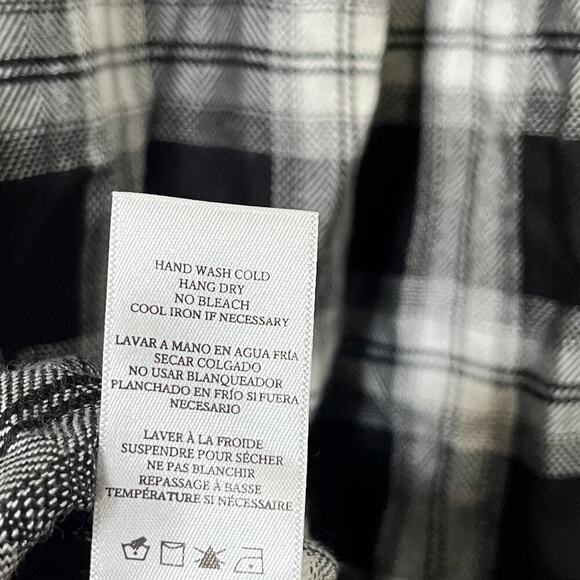 HAND WASH COLD
HANG DRY
NO BLEACH
COOL IRON IF NECESSARY
LAVAR A MANO EN AGUA FRÍA
SECAR COLGADO
NO USAR BLANQUEADOR
PLANCHADO EN FRÍO SI FUERA
NECESARIO
LAVER À LA FROIDE
SUSPENDRE POUR SÉCHER
NE PAS BLANCHIR
REPASSAGE À BASSE
TEMPÉRATURE SI NÉCESSAIRE